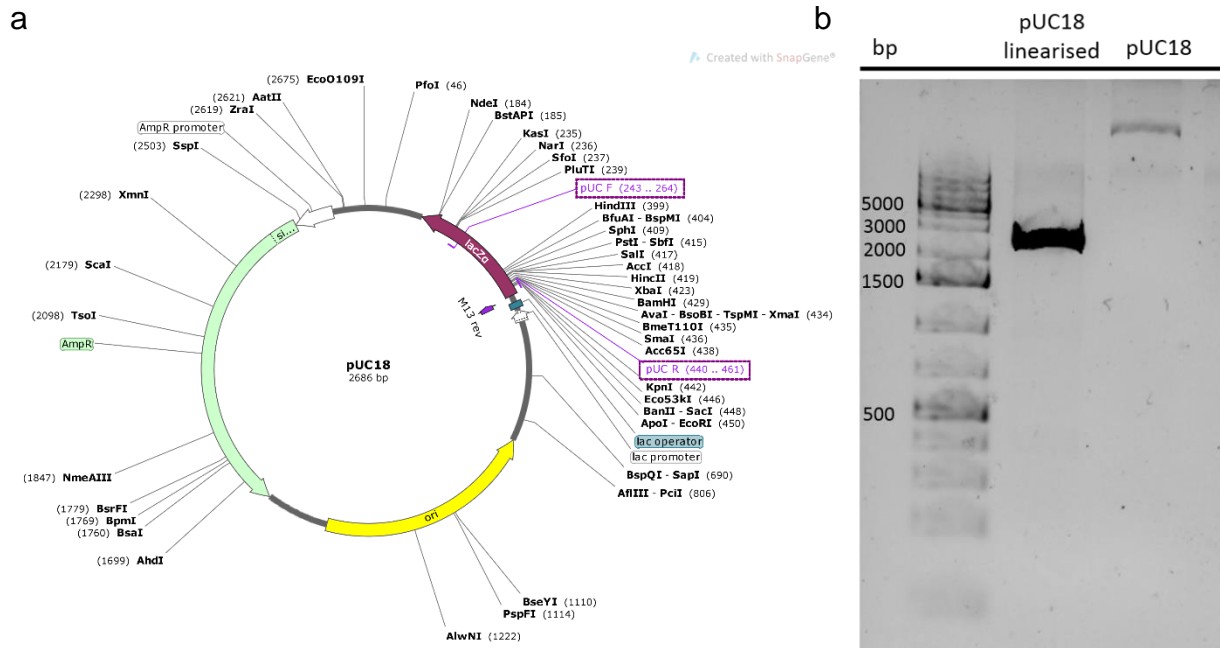 a
Created with SnapGene®
(2675) EcoO109I
(2621) AatII
(2619) ZraI
AmpR promoter
(2503) SspI
(2298) XmnI
(2179) ScaI
(2098) TsoI
AmpR
(1847) NmeAIII
(1779) BsrFI
(1769) BpmI
(1760) BsaI
(1699) AhdI
PfoI (46)
NdeI (184)
BstAPI (185)
KasI (235)
NarI (236)
SfoI (237)
PluTI (239)
pUC F (243 .. 264)
HindIII (399)
BfuAI - BspMI (404)
SphI (409)
PstI - SbfI (415)
SalI (417)
AccI (418)
HincII (419)
XbaI (423)
BamHI (429)
AvaI - BsoBI - TspMI - XmaI (434)
BmeT110I (435)
SmaI (436)
Acc65I (438)
pUC R (440 .. 461)
KpnI (442)
Eco53kI (446)
BanII - SacI (448)
ApoI - EcoRI (450)
lac operator
lac promoter
BspQI - SapI (690)
AflIII - PciI (806)
BseYI (1110)
PspFI (1114)
AlwNI (1222)
si...
lacZα
M13 rev
pUC18
2686 bp
ori
b
bp
pUC18
linearised
pUC18
5000
3000
2000
1500
500